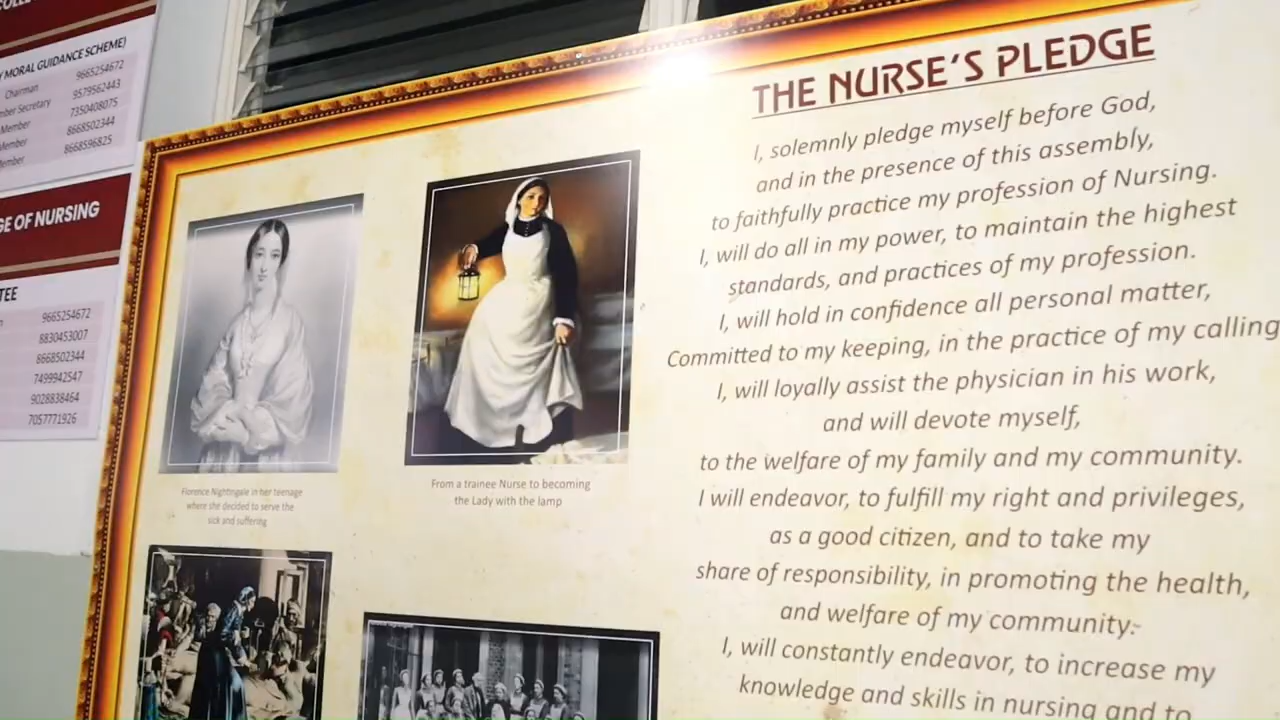 Y MORAL GUIDANCE SCHEME)
Chairman 9665254672
mber Secretary 9579562443
Member 7350408075
Member 8668502344
ember 8668596825
GE OF NURSING
TEE
9665254672
8830453007
8668502344
7499942547
9028838464
7057771926
Florence Nightingale in her teenage
where she decided to serve the
sick and suffering
From a trainee Nurse to becoming
the Lady with the lamp
THE NURSE'S PLEDGE
I, solemnly pledge myself before God,
and in the presence of this assembly,
to faithfully practice my profession of Nursing.
I, will do all in my power, to maintain the highest
standards, and practices of my profession.
I, will hold in confidence all personal matter,
Committed to my keeping, in the practice of my calling
I, will loyally assist the physician in his work,
and will devote myself,
to the welfare of my family and my community.
I will endeavor, to fulfill my right and privileges,
as a good citizen, and to take my
share of responsibility, in promoting the health,
and welfare of my community.
I, will constantly endeavor, to increase my
knowledge and skills in nursing and to